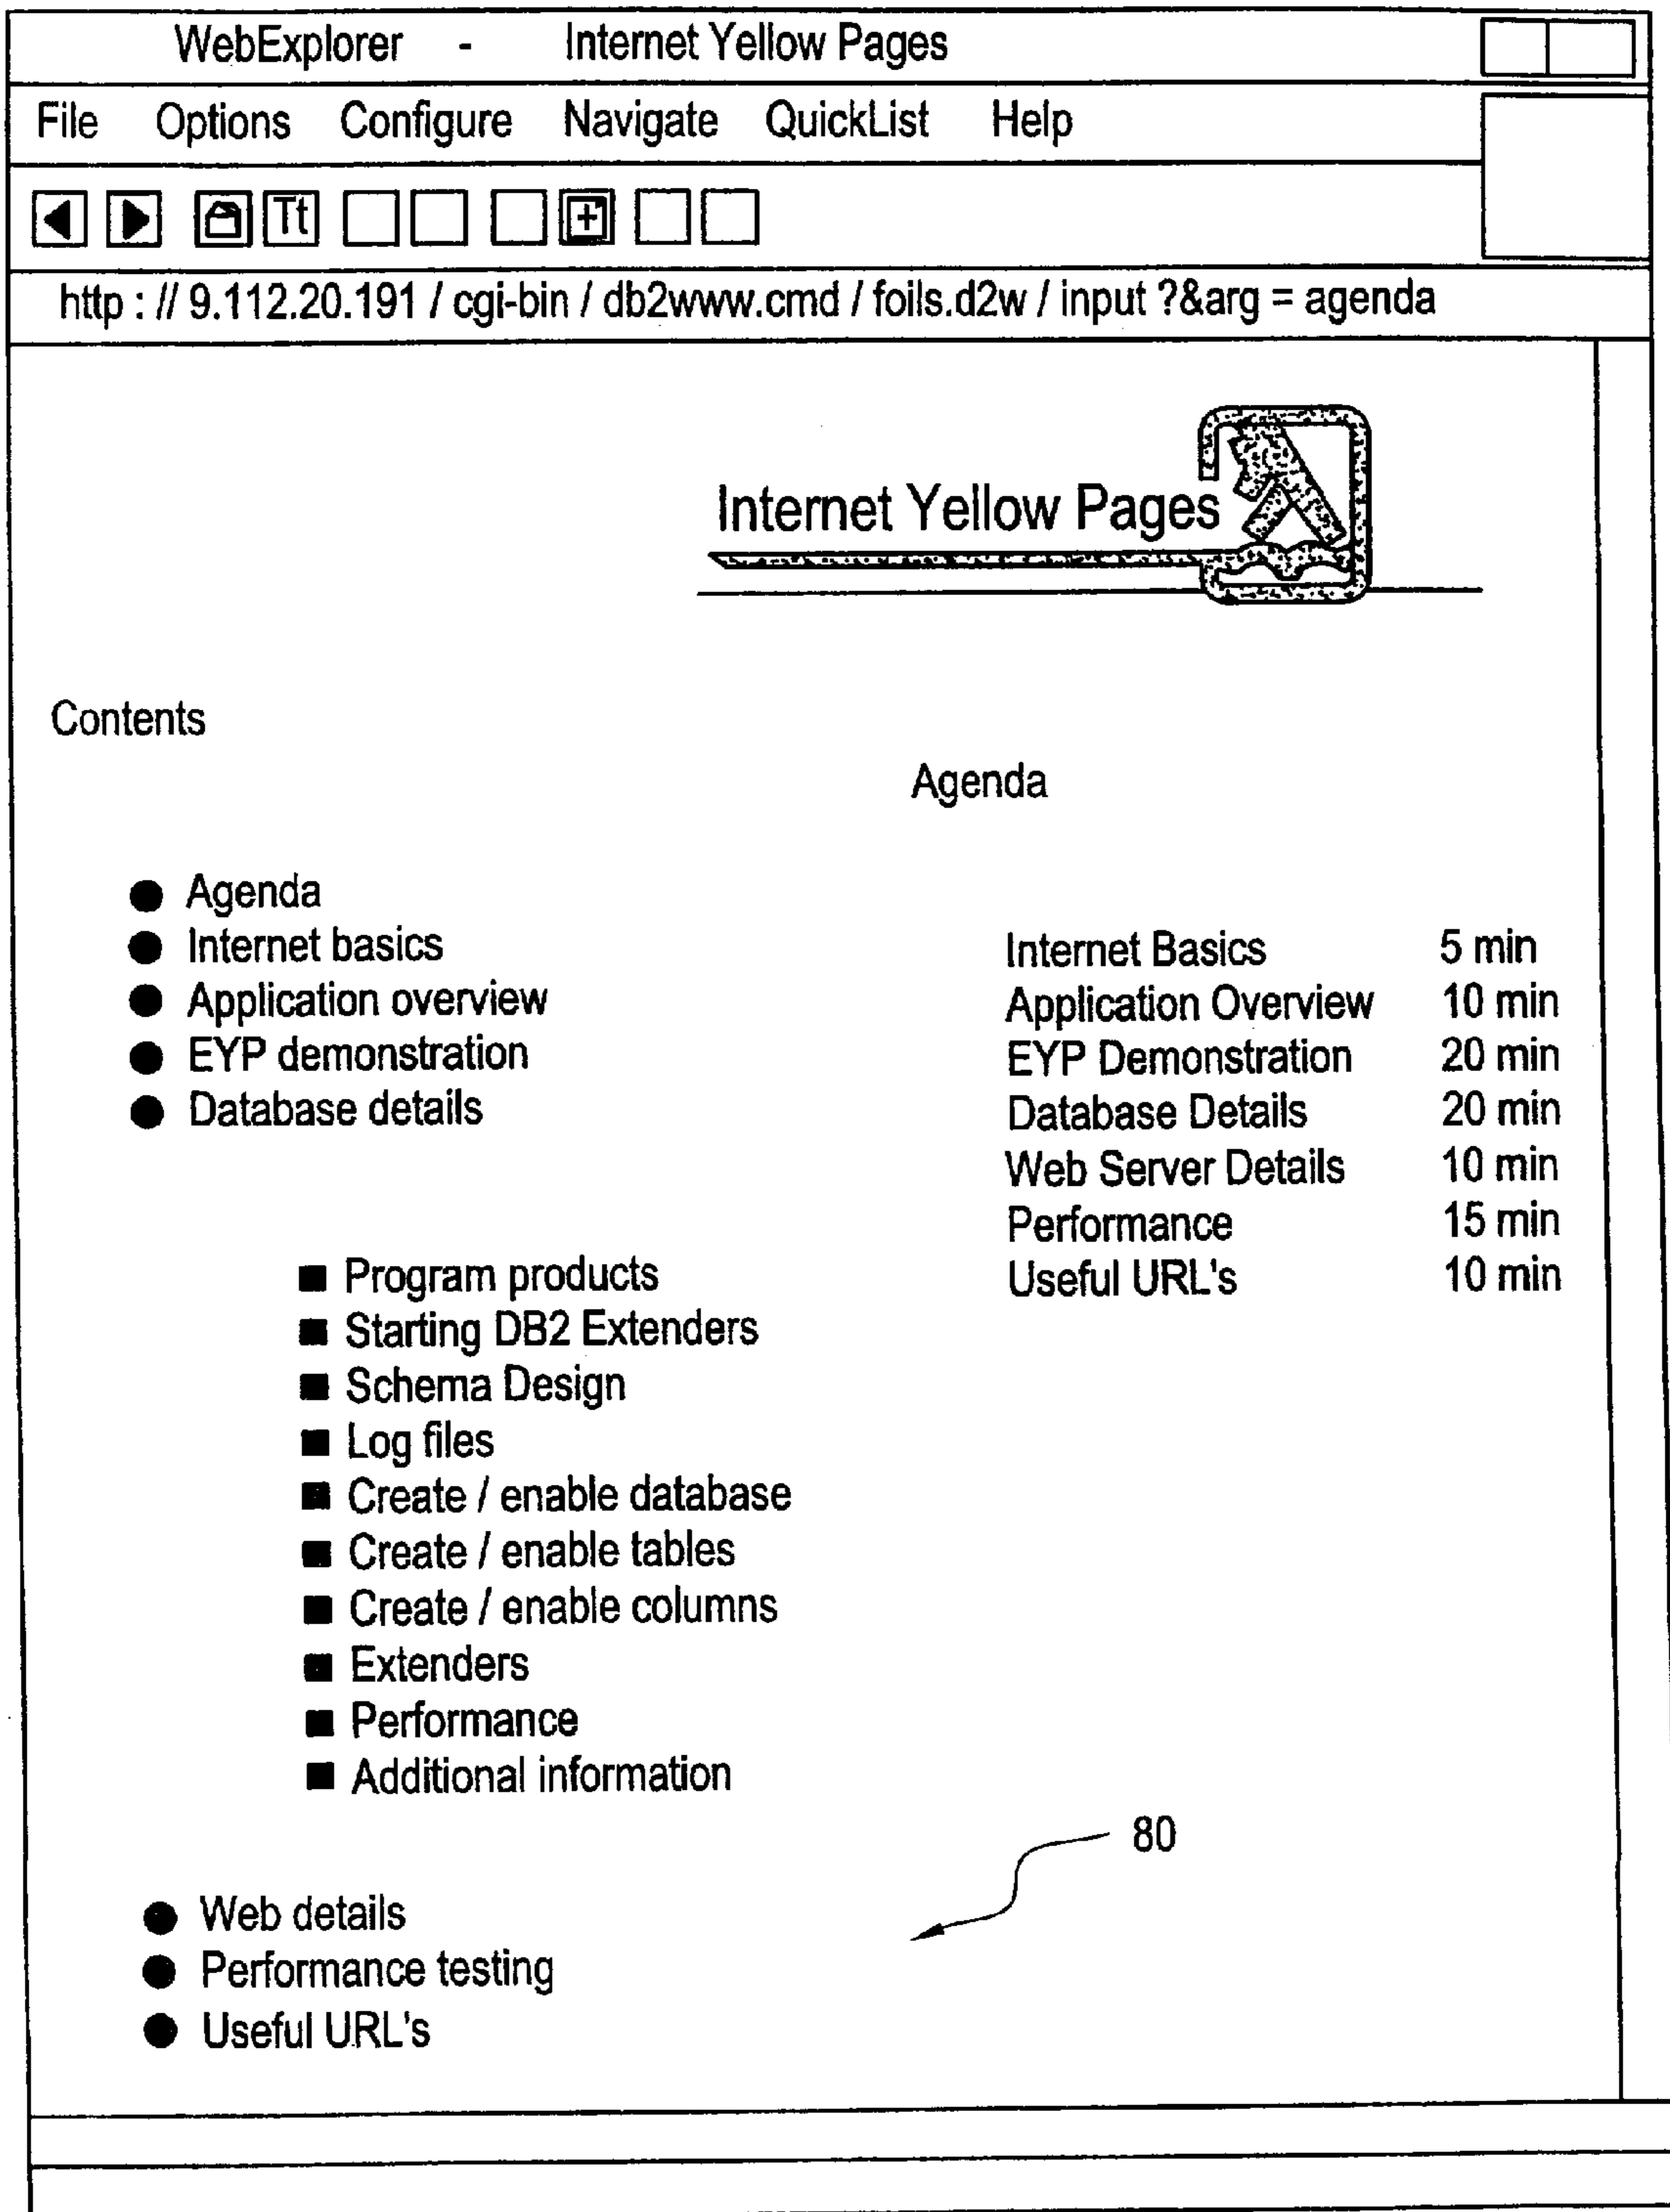 WebExplorer - Internet Yellow Pages
File Options Configure Navigate QuickList Help
Tt
http : // 9.112.20.191 / cgi-bin / db2www.cmd / foils.d2w / input ?&arg = agenda
Internet Yellow Pages
Contents
Agenda
● Agenda
● Internet basics
● Application overview
● EYP demonstration
● Database details
■ Program products
■ Starting DB2 Extenders
■ Schema Design
■ Log files
■ Create / enable database
■ Create / enable tables
■ Create / enable columns
■ Extenders
■ Performance
■ Additional information
● Web details
● Performance testing
● Useful URL's
Internet Basics 5 min
Application Overview 10 min
EYP Demonstration 20 min
Database Details 20 min
Web Server Details 10 min
Performance 15 min
Useful URL's 10 min
80